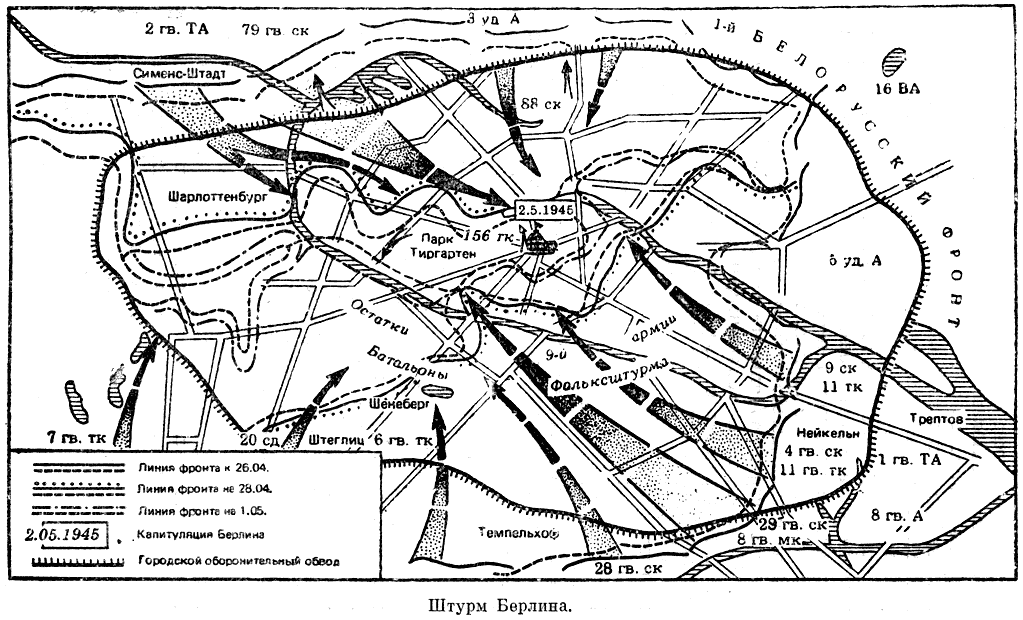 2 гв. ТА
79 гв ск
3 уд. А
1-й БЕЛОРУССКИЙ ФРОНТ
16 ВА
Сименс-Штадт
88 ск
Шарлоттенбург
2.5.1945
Парк
Тиргартен
156 гк
5 уд. А
Остатки
9-й
армии
Батальоны
Фольксштурмз
Шёнеберг
9 ск
11 тк
Трептов
Нейкельн
4 гв. ск
11 гв. тк
1 гв. ТА
8 гв. А
7 гв. тк
20 сд
Штеглиц
6 гв. тк
Темпельхоф
29 гв. ск
8 гв. мк
28 гв. ск
Линия фронта к 26.04.
Линия фронта не 28.04.
Линия фронта не 1.05.
2.05.1945
Капитуляция Берлина
Городской оборонительный обвод
Штурм Берлина.